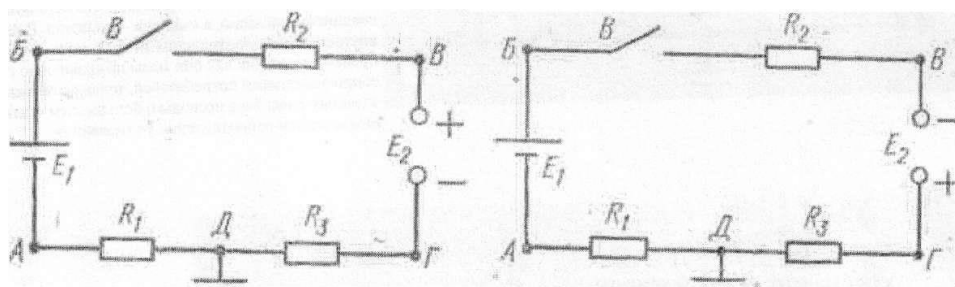 Б В R₂ В
+
E₁ E₂
−
А R₁ Д R₃ Г
Б В R₂ В
−
E₁ E₂
+
А R₁ Д R₃ Г